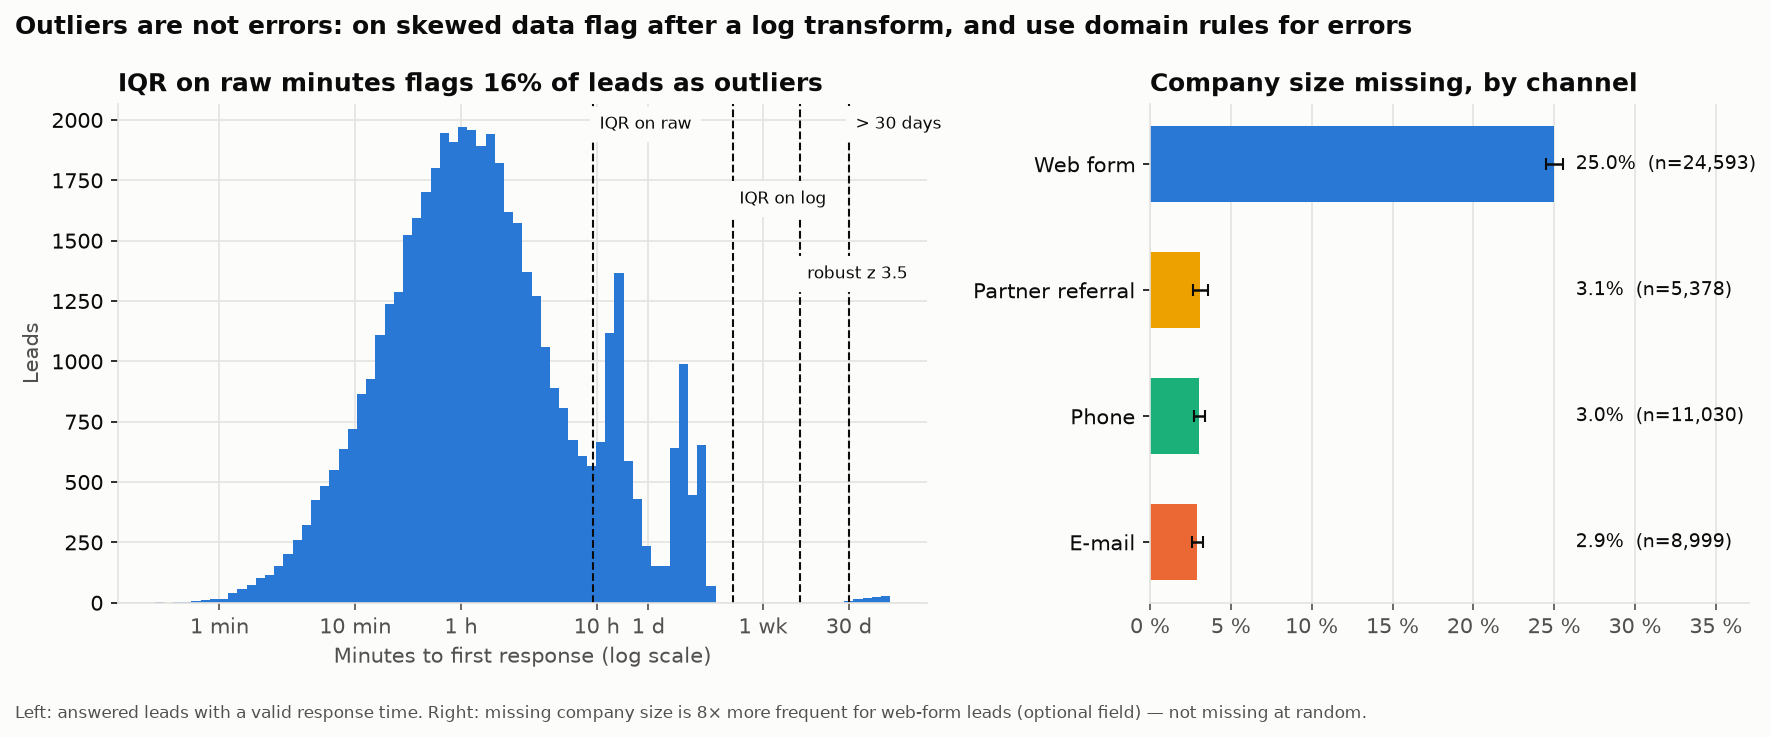 Outliers are not errors: on skewed data flag after a log transform, and use domain rules for errors
IQR on raw minutes flags 16% of leads as outliers
Leads
2000
1750
1500
1250
1000
750
500
250
0
IQR on raw
> 30 days
IQR on log
robust z 3.5
1 min
10 min
1 h
10 h
1 d
1 wk
30 d
Minutes to first response (log scale)
Company size missing, by channel
Web form
25.0% (n=24,593)
Partner referral
3.1% (n=5,378)
Phone
3.0% (n=11,030)
E-mail
2.9% (n=8,999)
0 %
5 %
10 %
15 %
20 %
25 %
30 %
35 %
Left: answered leads with a valid response time. Right: missing company size is 8× more frequent for web-form leads (optional field) — not missing at random.